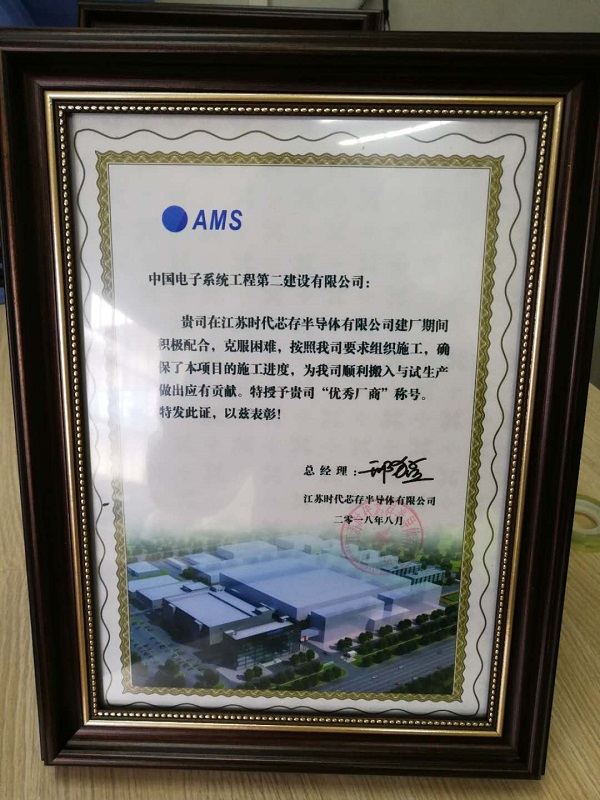 AMS
中国电子系统工程第二建设有限公司：
贵司在江苏时代芯存半导体有限公司建厂期间
积极配合，克服困难，按照我司要求组织施工，确
保了本项目的施工进度，为我司顺利搬入与试生产
做出应有贡献。特授予贵司“优秀厂商”称号。
特发此证，以兹表彰！
总经理：
江苏时代芯存半导体有限公司
二零一八年八月